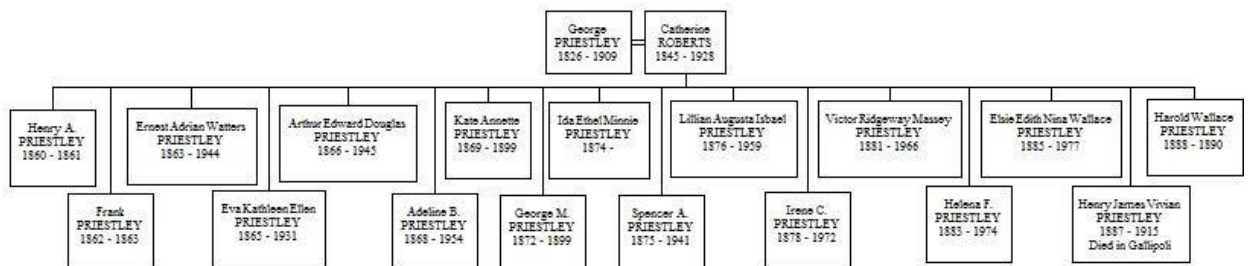 George
PRIESTLEY
1826 - 1909
Catherine
ROBERTS
1845 - 1928
Henry A.
PRIESTLEY
1860 - 1861
Ernest Adrian Watters
PRIESTLEY
1863 - 1944
Arthur Edward Douglas
PRIESTLEY
1866 - 1945
Kate Annette
PRIESTLEY
1869 - 1899
Ida Ethel Minnie
PRIESTLEY
1874 -
Lillian Augusta Isbael
PRIESTLEY
1876 - 1959
Victor Ridgeway Massey
PRIESTLEY
1881 - 1966
Elsie Edith Nina Wallace
PRIESTLEY
1885 - 1977
Harold Wallace
PRIESTLEY
1888 - 1890
Frank
PRIESTLEY
1862 - 1863
Eva Kathleen Ellen
PRIESTLEY
1865 - 1931
Adeline B.
PRIESTLEY
1868 - 1954
George M.
PRIESTLEY
1872 - 1899
Spencer A.
PRIESTLEY
1875 - 1941
Irene C.
PRIESTLEY
1878 - 1972
Helena F.
PRIESTLEY
1883 - 1974
Henry James Vivian
PRIESTLEY
1887 - 1915
Died in Gallipoli